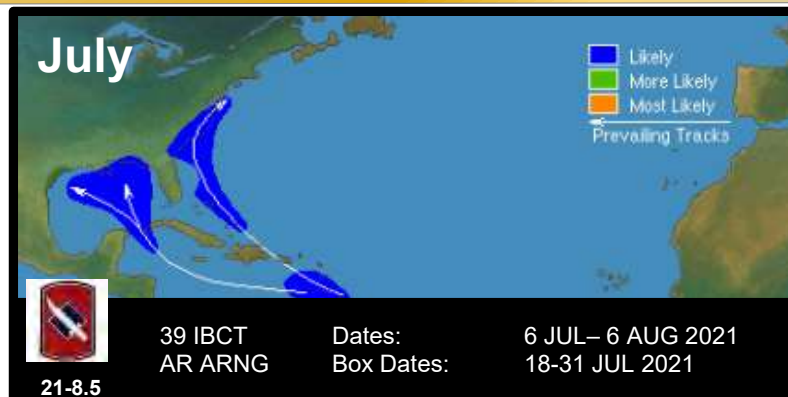 July
Likely
More Likely
Most Likely
Prevailing Tracks
39 IBCT Dates: 6 JUL– 6 AUG 2021
AR ARNG Box Dates: 18-31 JUL 2021
21-8.5